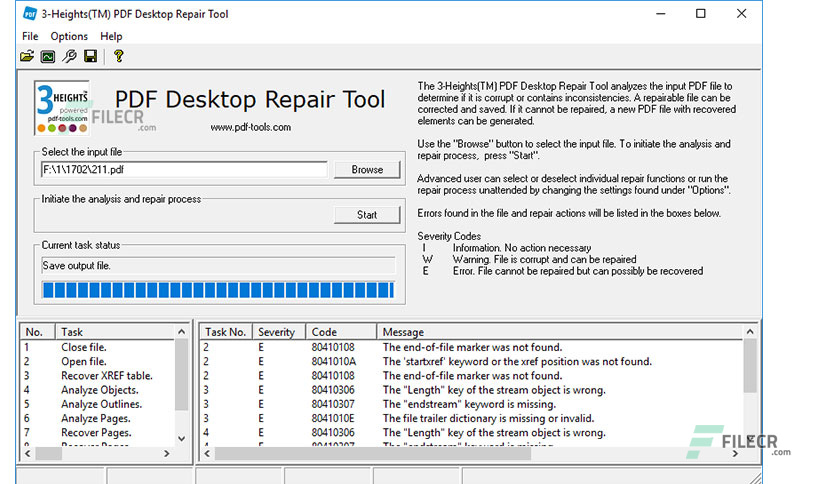 3-Heights(TM) PDF Desktop Repair Tool
File Options Help
3 HEIGHTS™
powered
pdf-tools.com
FILECR
.com
PDF Desktop Repair Tool
www.pdf-tools.com
Select the input file
F:\1\1702\211.pdf
Browse
Initiate the analysis and repair process
Start
Current task status
Save output file.
The 3-Heights(TM) PDF Desktop Repair Tool analyzes the input PDF file to
determine if it is corrupt or contains inconsistencies. A repairable file can be
corrected and saved. If it cannot be repaired, a new PDF file with recovered
elements can be generated.
Use the "Browse" button to select the input file. To initiate the analysis and
repair process, press "Start".
Advanced user can select or deselect individual repair functions or run the
repair process unattended by changing the settings found under "Options".
Errors found in the file and repair actions will be listed in the boxes below.
Severity Codes
I Information. No action necessary
W Warning. File is corrupt and can be repaired
E Error. File cannot be repaired but can possibly be recovered
No. Task
1 Close file.
2 Open file.
3 Recover XREF table.
4 Analyze Objects.
5 Analyze Outlines.
6 Analyze Pages.
7 Recover Pages.
Task No. Severity Code Message
2 E 80410108 The end-of-file marker was not found.
2 E 8041010A The 'startxref' keyword or the xref position was not found.
2 E 80410108 The end-of-file marker was not found.
3 E 80410306 The "Length" key of the stream object is wrong.
3 E 80410307 The "endstream" keyword is missing.
3 E 8041010E The file trailer dictionary is missing or invalid.
4 E 80410306 The "Length" key of the stream object is wrong.
4 E 80410307 The "endstream" keyword is missing.
FILECR
.com